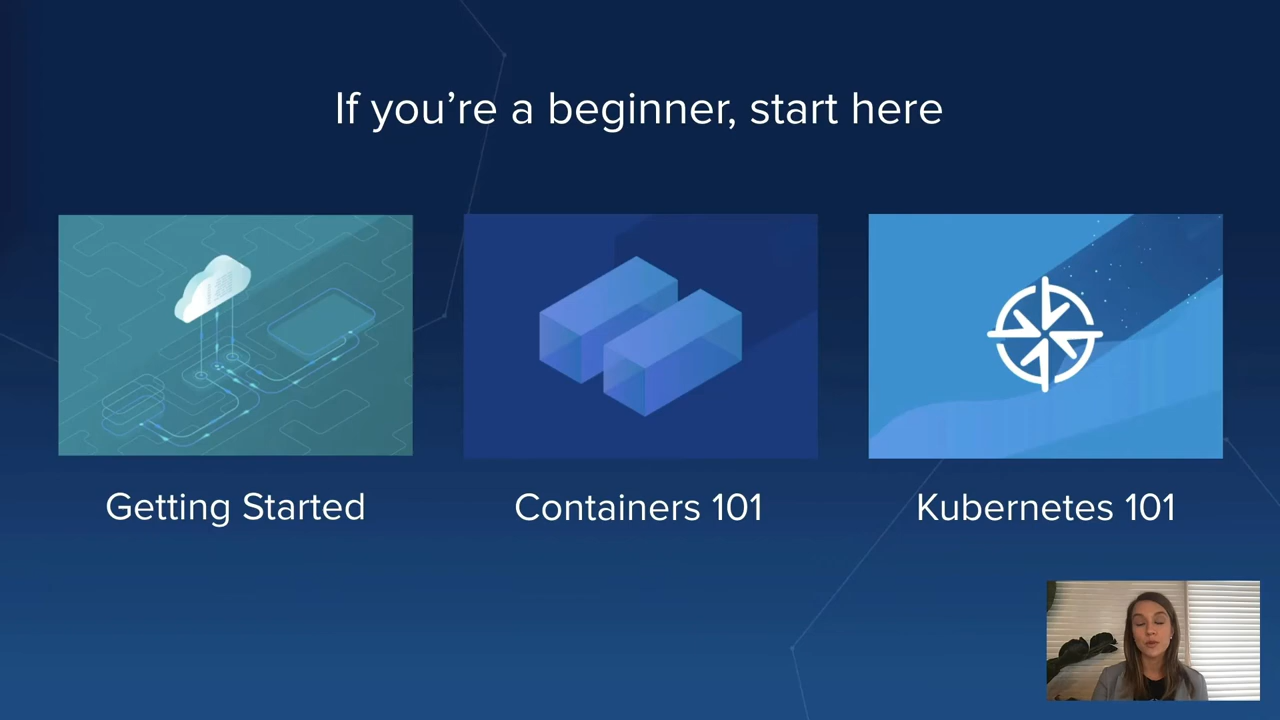 If you’re a beginner, start here
Getting Started
Containers 101
Kubernetes 101